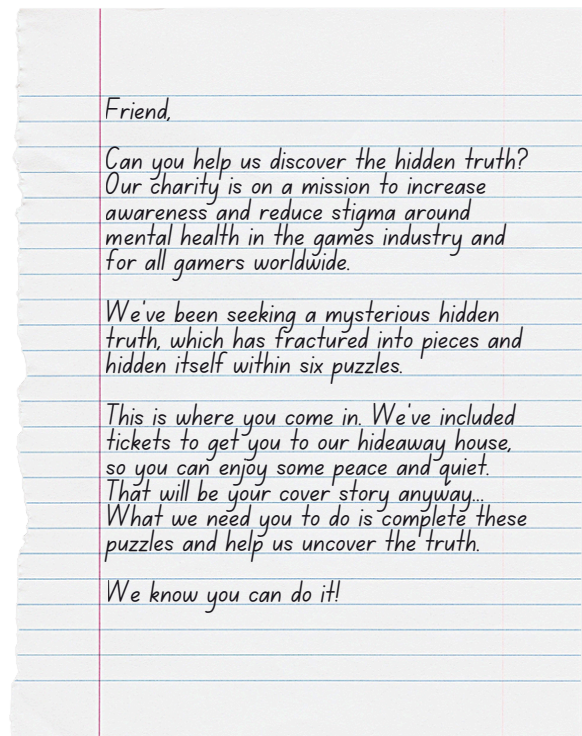 Friend,
Can you help us discover the hidden truth?
Our charity is on a mission to increase
awareness and reduce stigma around
mental health in the games industry and
for all gamers worldwide.
We've been seeking a mysterious hidden
truth, which has fractured into pieces and
hidden itself within six puzzles.
This is where you come in. We've included
tickets to get you to our hideaway house,
so you can enjoy some peace and quiet.
That will be your cover story anyway...
What we need you to do is complete these
puzzles and help us uncover the truth.
We know you can do it!